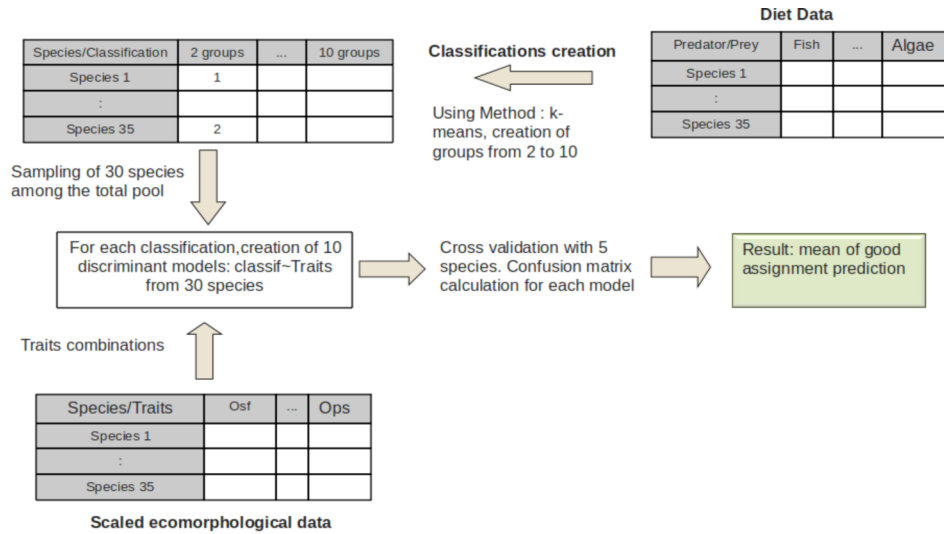 Diet Data
Species/Classification 2 groups ... 10 groups
Species 1 1
:
Species 35 2
Classifications creation
Using Method : k-
means, creation of
groups from 2 to 10
Predator/Prey Fish ... Algae
Species 1
:
Species 35
Sampling of 30 species
among the total pool
For each classification,creation of 10
discriminant models: classif~Traits
from 30 species
Cross validation with 5
species. Confusion matrix
calculation for each model
Result: mean of good
assignment prediction
Traits combinations
Species/Traits Osf ... Ops
Species 1
:
Species 35
Scaled ecomorphological data